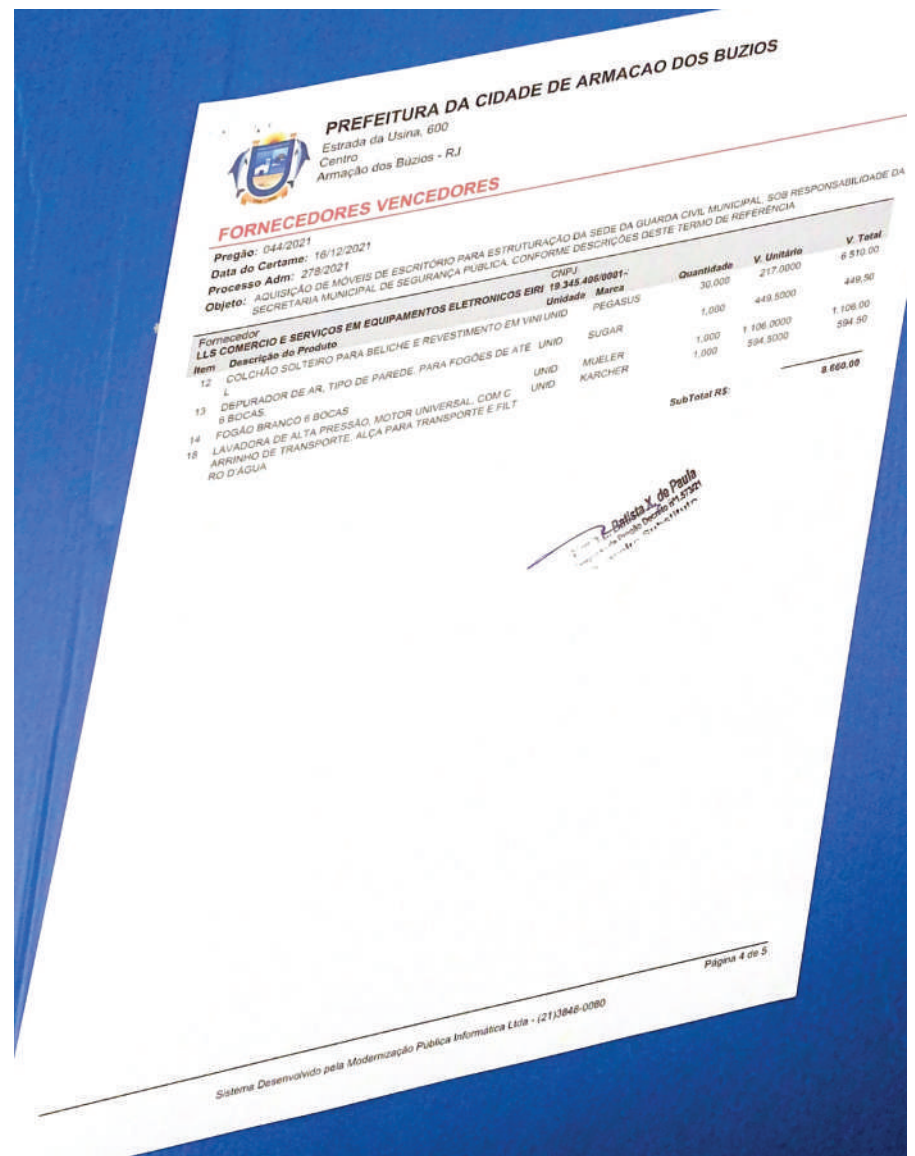 PREFEITURA DA CIDADE DE ARMACAO DOS BUZIOS
Estrada da Usina, 600
Centro
Armação dos Búzios - RJ
FORNECEDORES VENCEDORES
Pregão: 044/2021
Data do Certame: 16/12/2021
Processo Adm: 278/2021
Objeto: AQUISIÇÃO DE MÓVEIS DE ESCRITÓRIO PARA ESTRUTURAÇÃO DA SEDE DA GUARDA CIVIL MUNICIPAL, SOB RESPONSABILIDADE DA
SECRETARIA MUNICIPAL DE SEGURANÇA PUBLICA, CONFORME DESCRIÇÕES DESTE TERMO DE REFERÊNCIA
Fornecedor CNPJ
LLS COMERCIO E SERVIÇOS EM EQUIPAMENTOS ELETRONICOS EIRI 19.345.406/0001-
Item Descrição do Produto Unidade Marca Quantidade V. Unitário V. Total
12 COLCHÃO SOLTEIRO PARA BELICHE E REVESTIMENTO EM VINI UNID PEGASUS 30,000 217,0000 6.510,00
L
13 DEPURADOR DE AR, TIPO DE PAREDE, PARA FOGÕES DE ATE UNID SUGAR 1,000 449,5000 449,50
6 BOCAS,
14 FOGÃO BRANCO 6 BOCAS UNID MUELER 1,000 1.106,0000 1.106,00
18 LAVADORA DE ALTA PRESSÃO, MOTOR UNIVERSAL, COM C UNID KARCHER 1,000 594,5000 594,50
ARRINHO DE TRANSPORTE, ALÇA PARA TRANSPORTE E FILT
RO D'ÁGUA
SubTotal R$: 8.660,00
Batista X. de Paula
Pregão Decreto nº1.573/21
Substituto
Página 4 de 5
Sistema Desenvolvido pela Modernização Pública Informática Ltda - (21)3848-0080